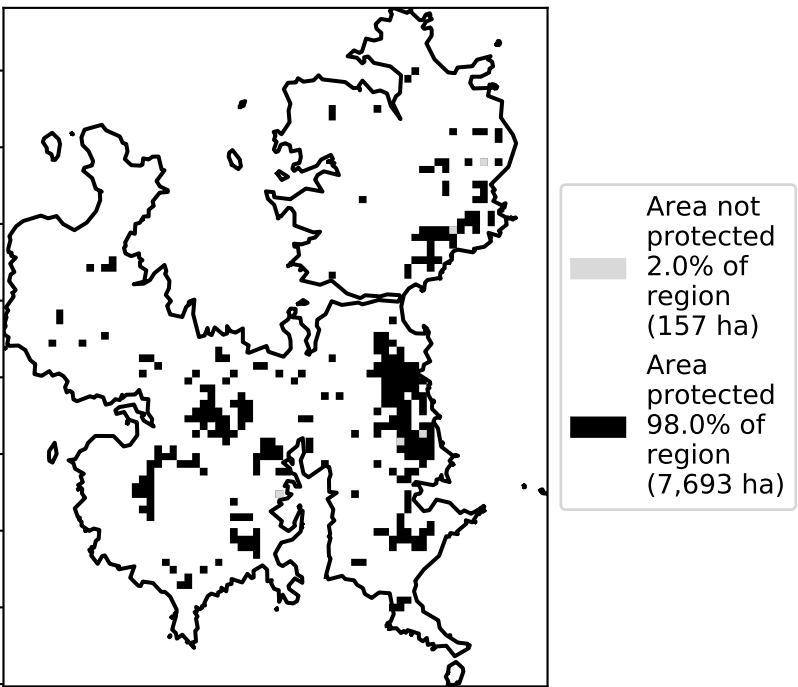 Area not
protected
2.0% of
region
(157 ha)
Area
protected
98.0% of
region
(7,693 ha)